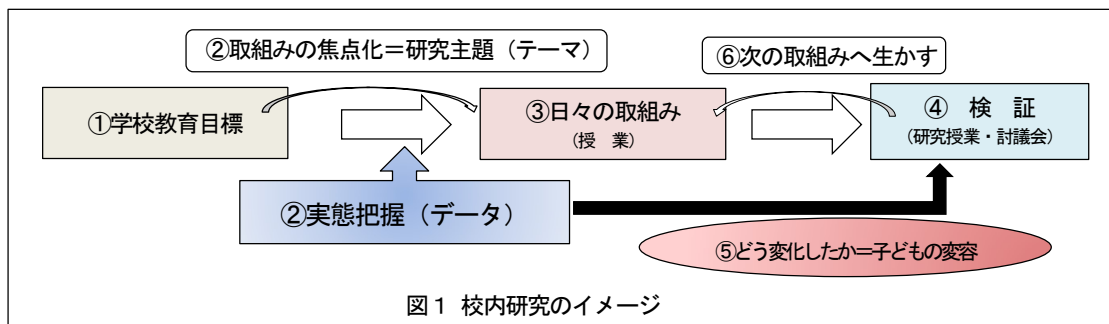 ②取組みの焦点化＝研究主題（テーマ）
⑥次の取組みへ生かす
①学校教育目標
③日々の取組み
（授　業）
④　検　証
（研究授業・討議会）
②実態把握（データ）
⑤どう変化したか＝子どもの変容
図１ 校内研究のイメージ